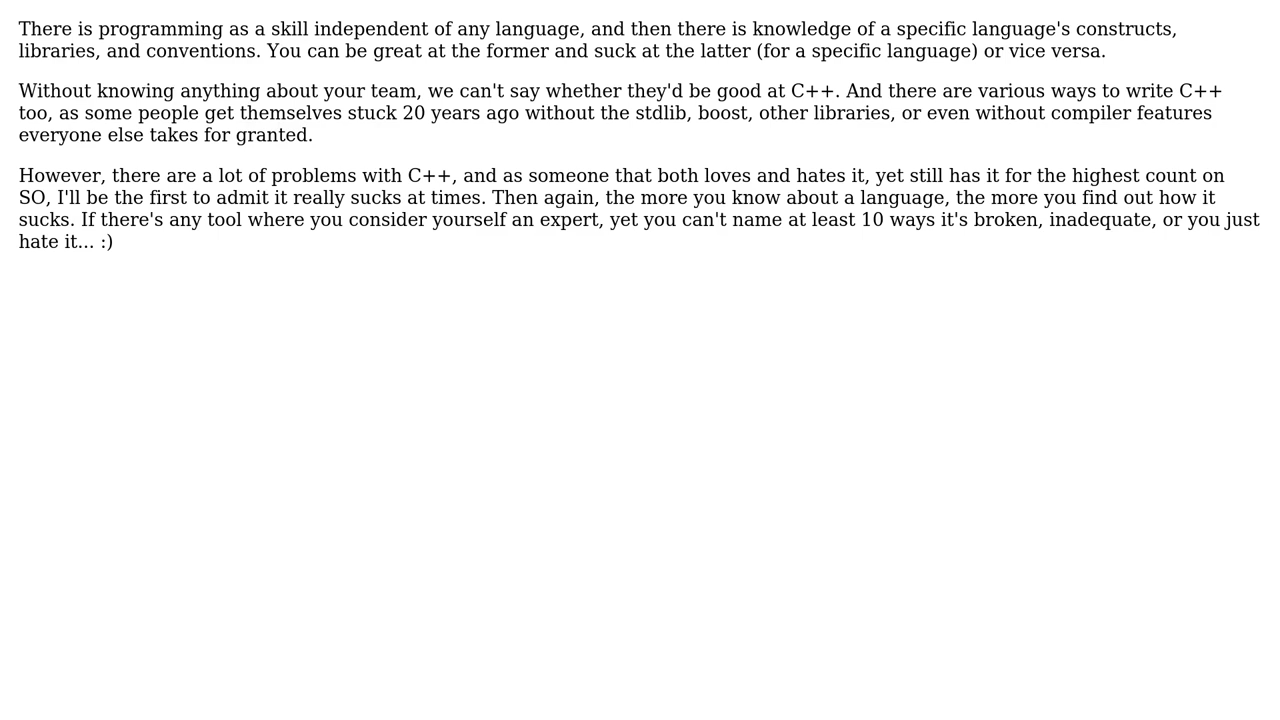 There is programming as a skill independent of any language, and then there is knowledge of a specific language's constructs,
libraries, and conventions. You can be great at the former and suck at the latter (for a specific language) or vice versa.
Without knowing anything about your team, we can't say whether they'd be good at C++. And there are various ways to write C++
too, as some people get themselves stuck 20 years ago without the stdlib, boost, other libraries, or even without compiler features
everyone else takes for granted.
However, there are a lot of problems with C++, and as someone that both loves and hates it, yet still has it for the highest count on
SO, I'll be the first to admit it really sucks at times. Then again, the more you know about a language, the more you find out how it
sucks. If there's any tool where you consider yourself an expert, yet you can't name at least 10 ways it's broken, inadequate, or you just
hate it... :)